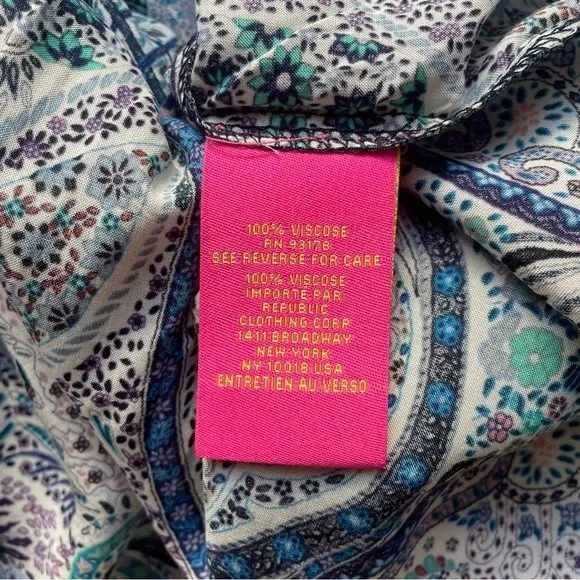 100% VISCOSE
RN 93178
SEE REVERSE FOR CARE
100% VISCOSE
IMPORTÉ PAR
REPUBLIC
CLOTHING CORP
1411 BROADWAY
NEW YORK
NY 10018 USA
ENTRETIEN AU VERSO